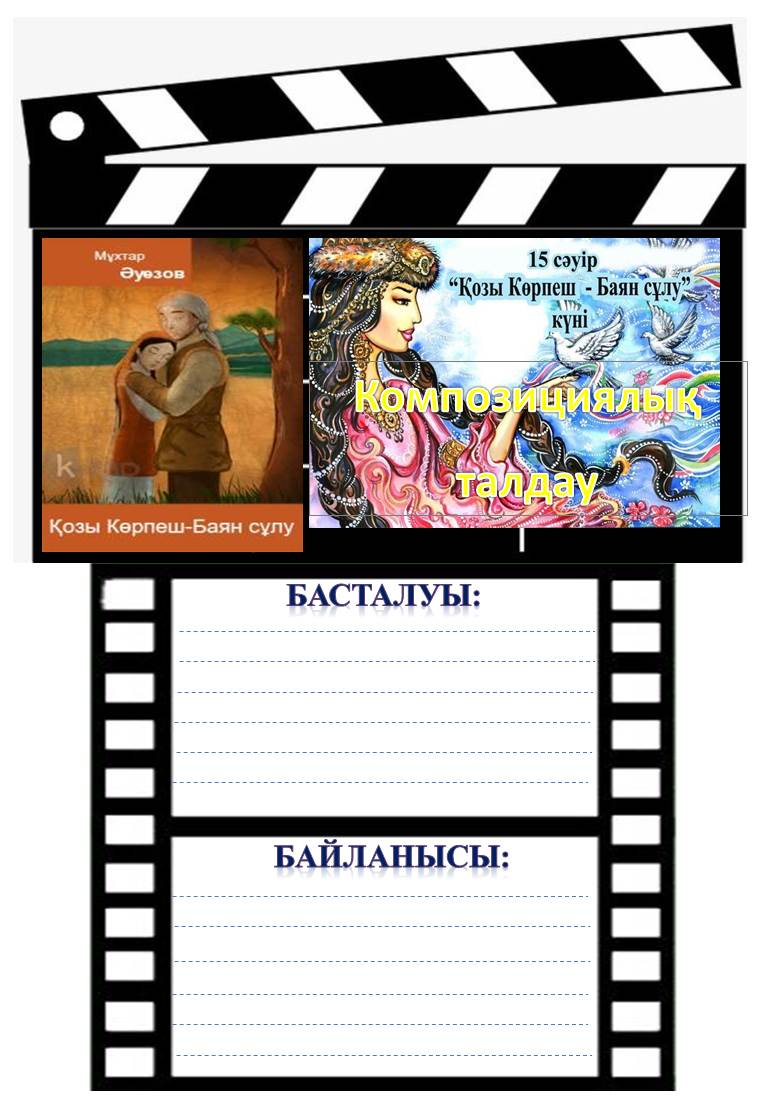 Мұхтар
Әуезов
Қозы Көрпеш-Баян сұлу
15 сәуір
“Қозы Көрпеш - Баян сұлу”
күні
Композициялық
талдау
БАСТАЛУЫ:
БАЙЛАНЫСЫ: